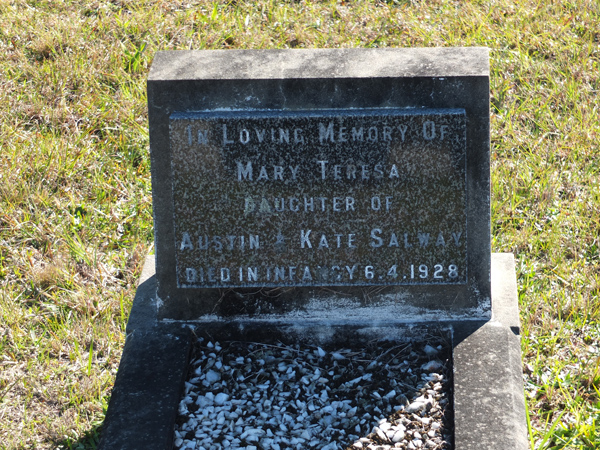 In Loving Memory Of
Mary Teresa
Daughter of
Austin & Kate Salway
Died in Infancy 6.4.1928